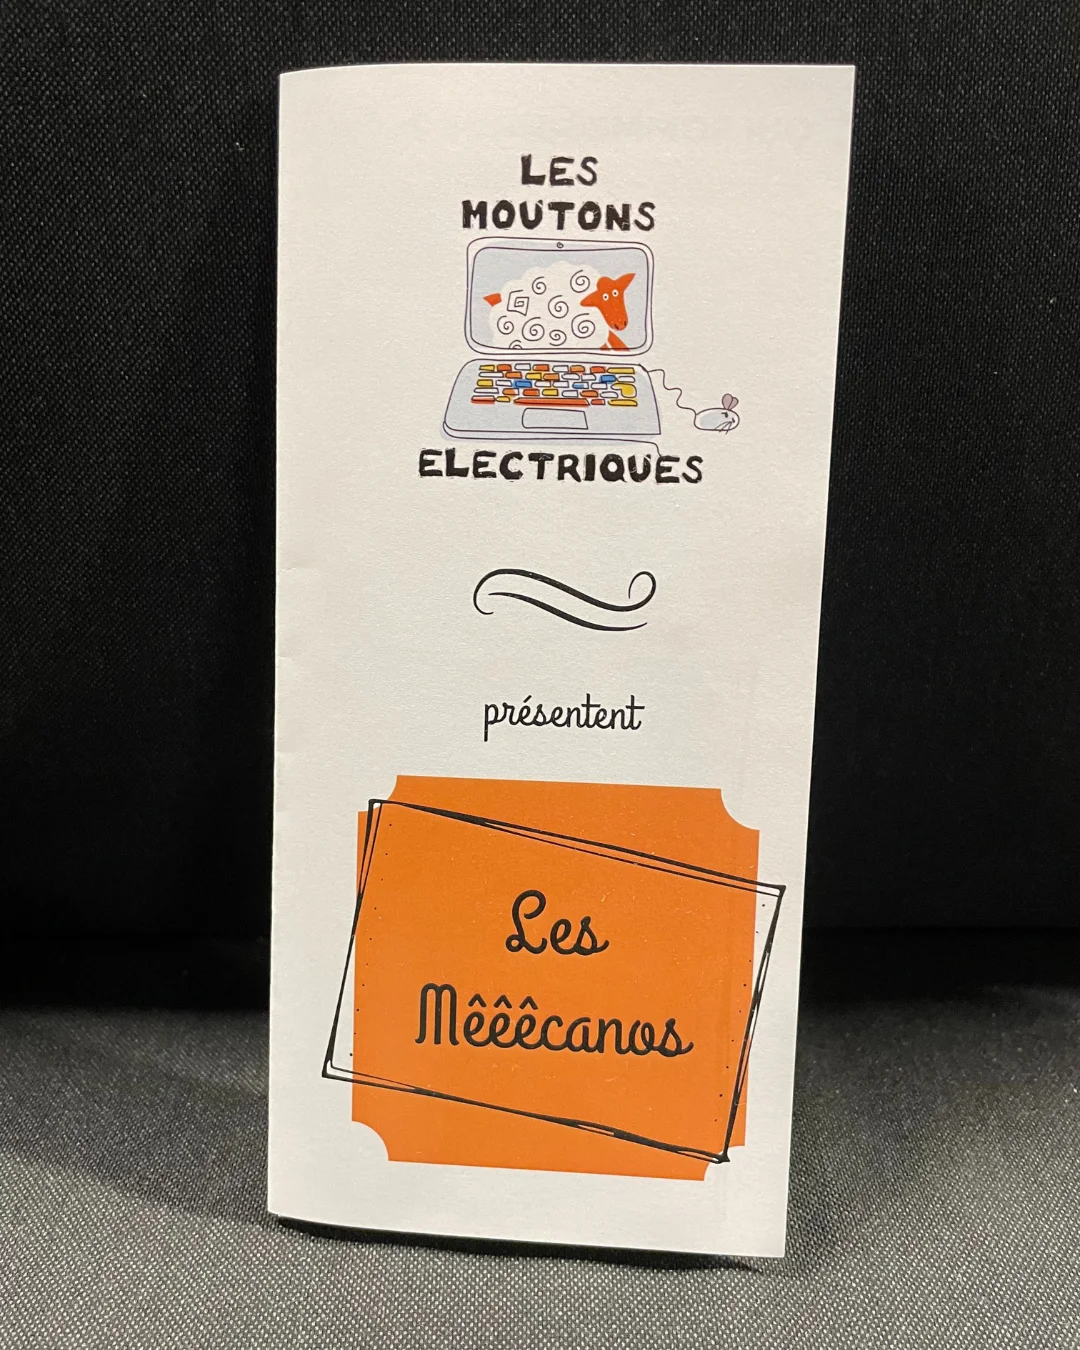 LES
MOUTONS
ELECTRIQUES
présentent
Les
Mêêêcanos